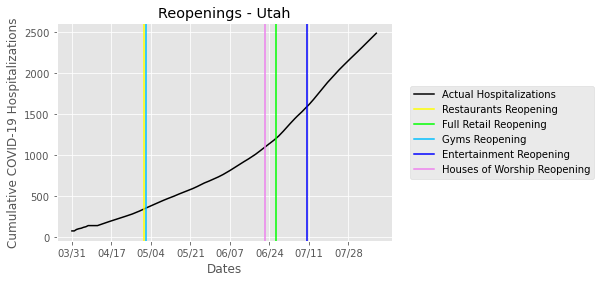 Reopenings - Utah
Cumulative COVID-19 Hospitalizations
2500
2000
1500
1000
500
0
03/31 04/17 05/04 05/21 06/07 06/24 07/11 07/28
Dates
Actual Hospitalizations
Restaurants Reopening
Full Retail Reopening
Gyms Reopening
Entertainment Reopening
Houses of Worship Reopening